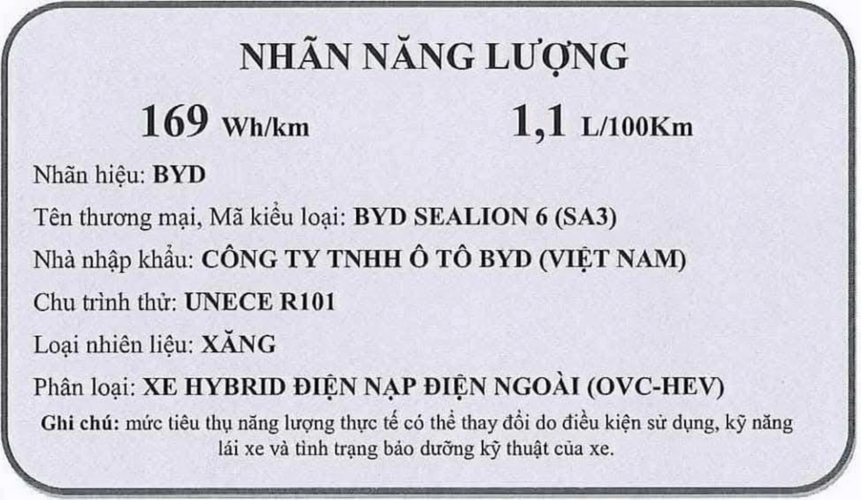 NHÃN NĂNG LƯỢNG
169 Wh/km 1,1 L/100Km
Nhãn hiệu: BYD
Tên thương mại, Mã kiểu loại: BYD SEALION 6 (SA3)
Nhà nhập khẩu: CÔNG TY TNHH Ô TÔ BYD (VIỆT NAM)
Chu trình thử: UNECE R101
Loại nhiên liệu: XĂNG
Phân loại: XE HYBRID ĐIỆN NẠP ĐIỆN NGOÀI (OVC-HEV)
Ghi chú: mức tiêu thụ năng lượng thực tế có thể thay đổi do điều kiện sử dụng, kỹ năng
lái xe và tình trạng bảo dưỡng kỹ thuật của xe.